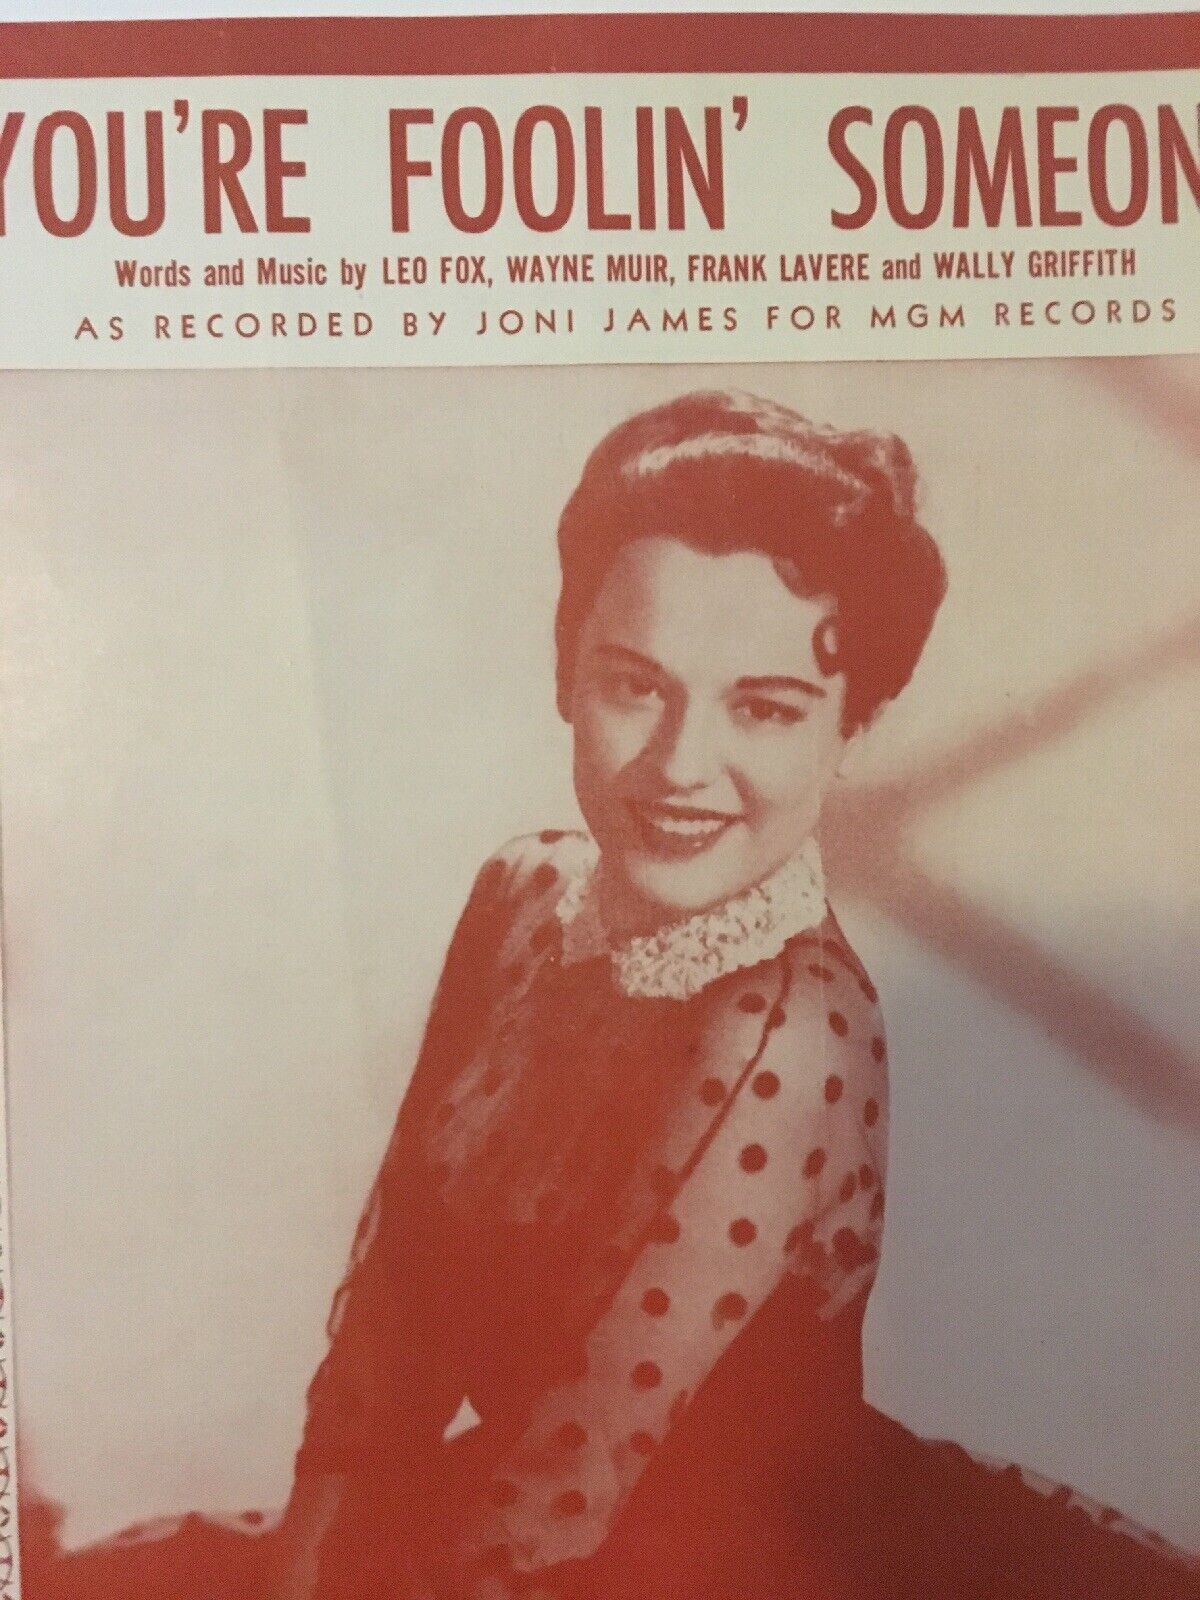 YOU'RE FOOLIN' SOMEON
Words and Music by LEO FOX, WAYNE MUIR, FRANK LAVERE and WALLY GRIFFITH
AS RECORDED BY JONI JAMES FOR MGM RECORDS